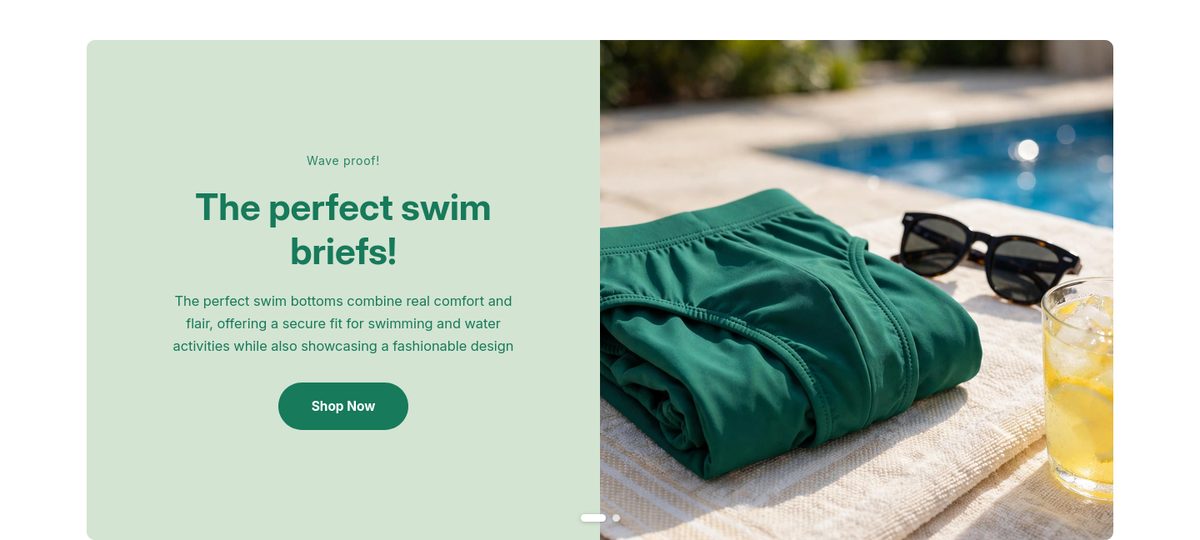 Wave proof!
The perfect swim
briefs!
The perfect swim bottoms combine real comfort and
flair, offering a secure fit for swimming and water
activities while also showcasing a fashionable design
Shop Now